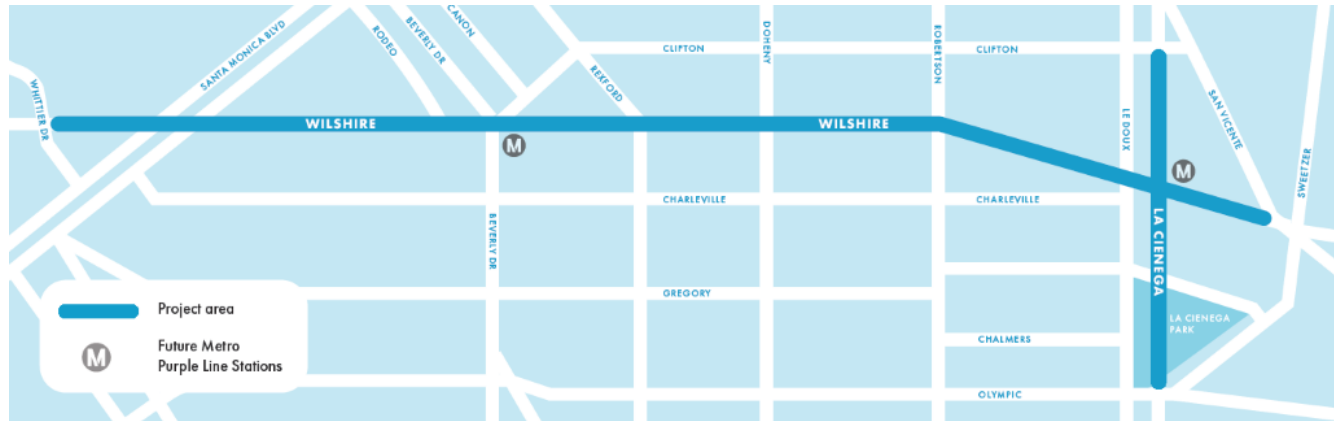 SANTA MONICA BLVD
RODEO
BEVERLY DR
CANON
CLIFTON
DOHENY
ROBERTSON
CLIFTON
WHITTIER DR
REXFORD
LE DOUX
SAN VICENTE
WILSHIRE
WILSHIRE
M
M
SWEETZER
CHARLEVILLE
CHARLEVILLE
BEVERLY DR
LA CIENEGA
GREGORY
Project area
LA CIENEGA
PARK
CHALMERS
M
Future Metro
Purple Line Stations
OLYMPIC